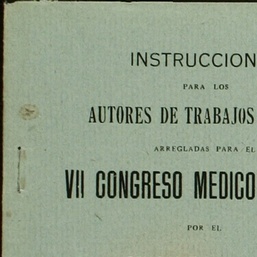 INSTRUCCION
PARA LOS
AUTORES DE TRABAJOS
ARREGLADAS PARA EL
VII CONGRESO MEDICO
POR EL